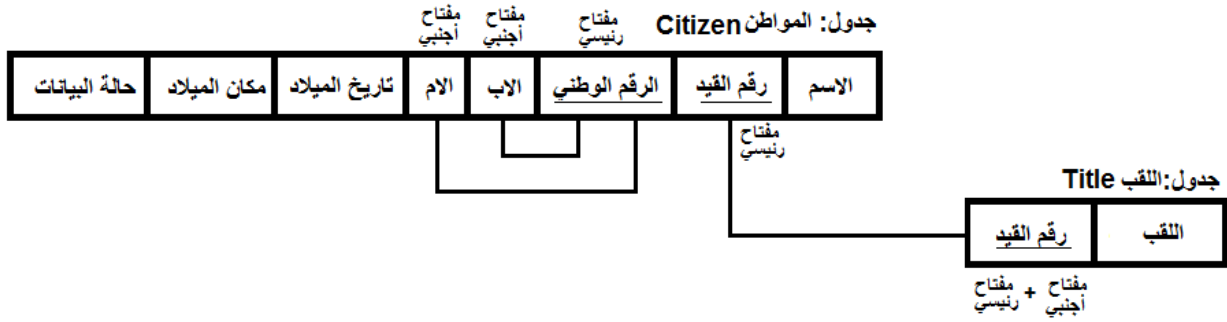 جدول: المواطن Citizen
مفتاح رئيسي
مفتاح أجنبي
مفتاح أجنبي
الاسم
رقم القيد
الرقم الوطني
الاب
الام
تاريخ الميلاد
مكان الميلاد
حالة البيانات
مفتاح رئيسي
جدول:اللقب Title
اللقب
رقم القيد
مفتاح أجنبي + مفتاح رئيسي